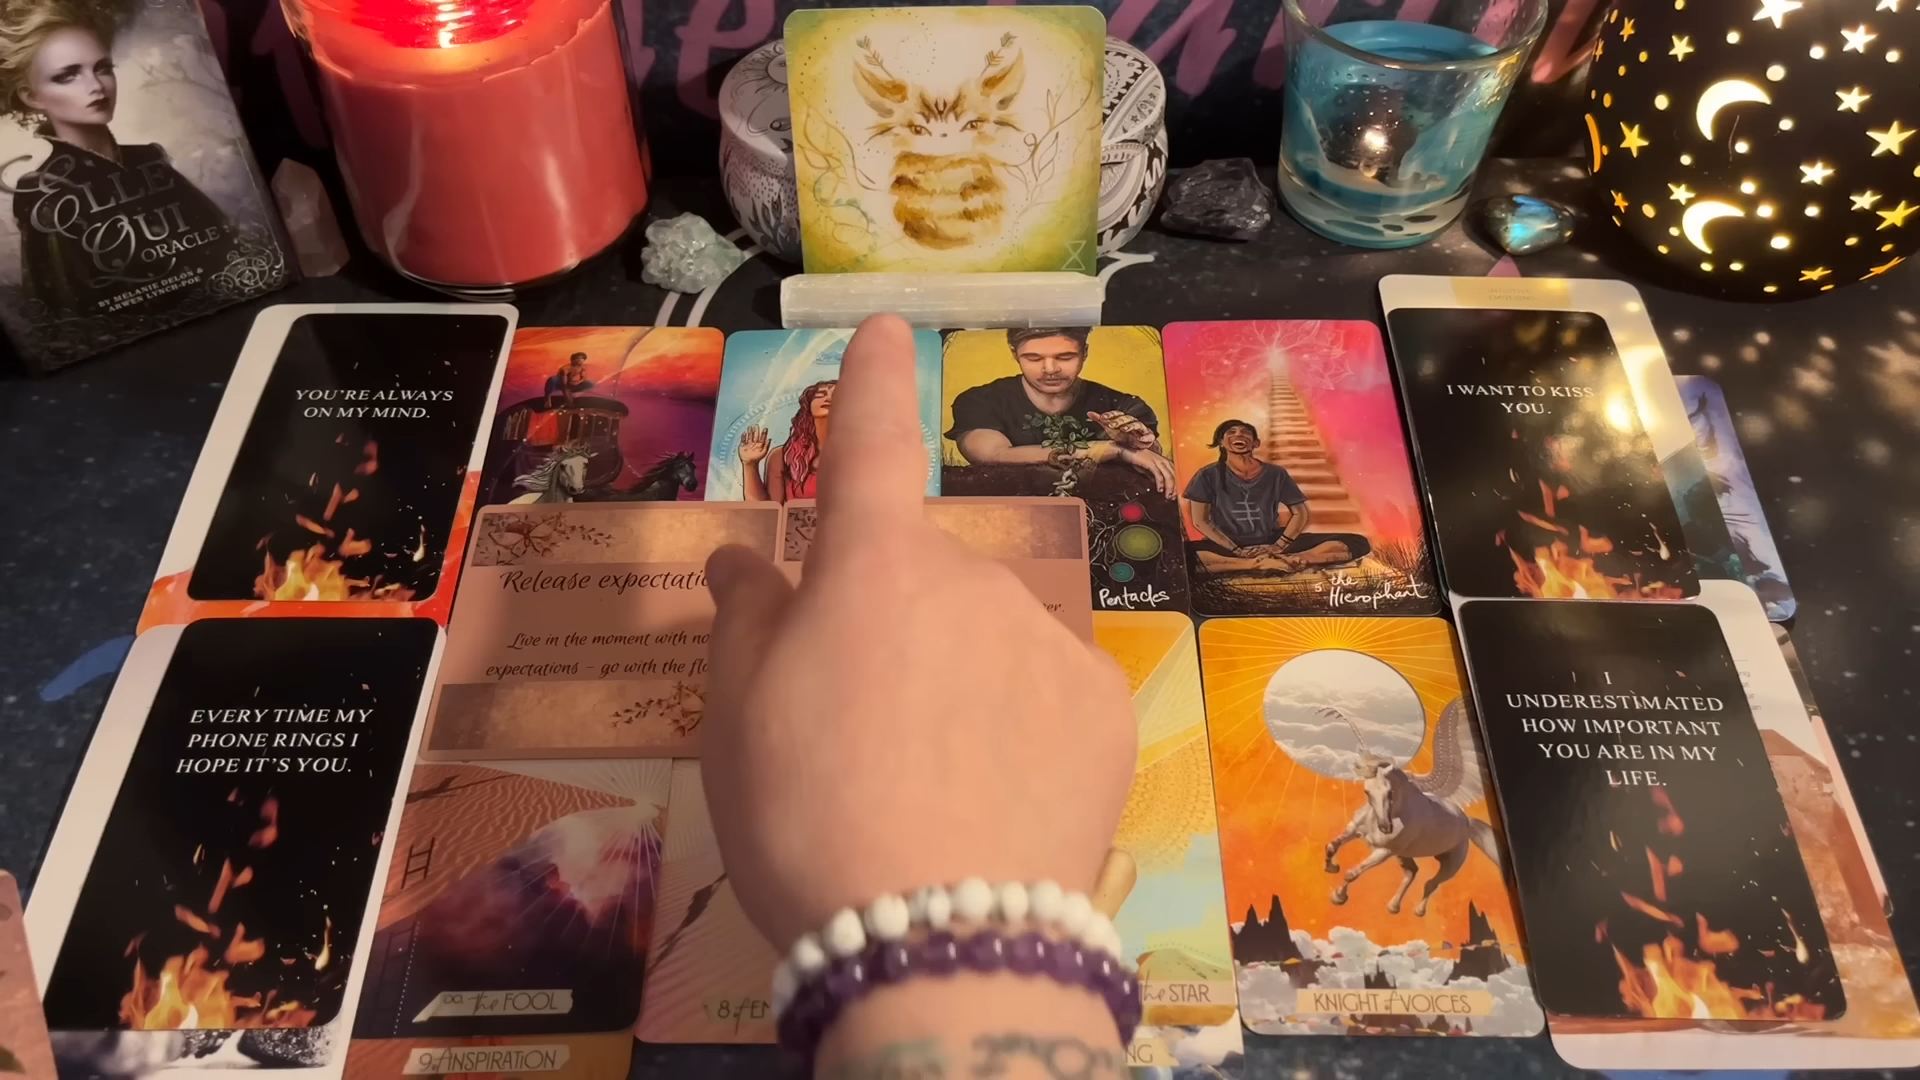 ELLE
QUI
ORACLE
BY MELANIE DELON &
ARWEN LYNCH-POE
YOU'RE ALWAYS
ON MY MIND.
I WANT TO KISS
YOU.
Pentacles
5 the
Hierophant
Release
Live in the moment with no
expectations – go with the
EVERY TIME MY
PHONE RINGS I
HOPE IT'S YOU.
I
UNDERESTIMATED
HOW IMPORTANT
YOU ARE IN MY
LIFE.
the FOOL
8 of
the STAR
KNIGHT of VOICES
9 of ANSPIRATION